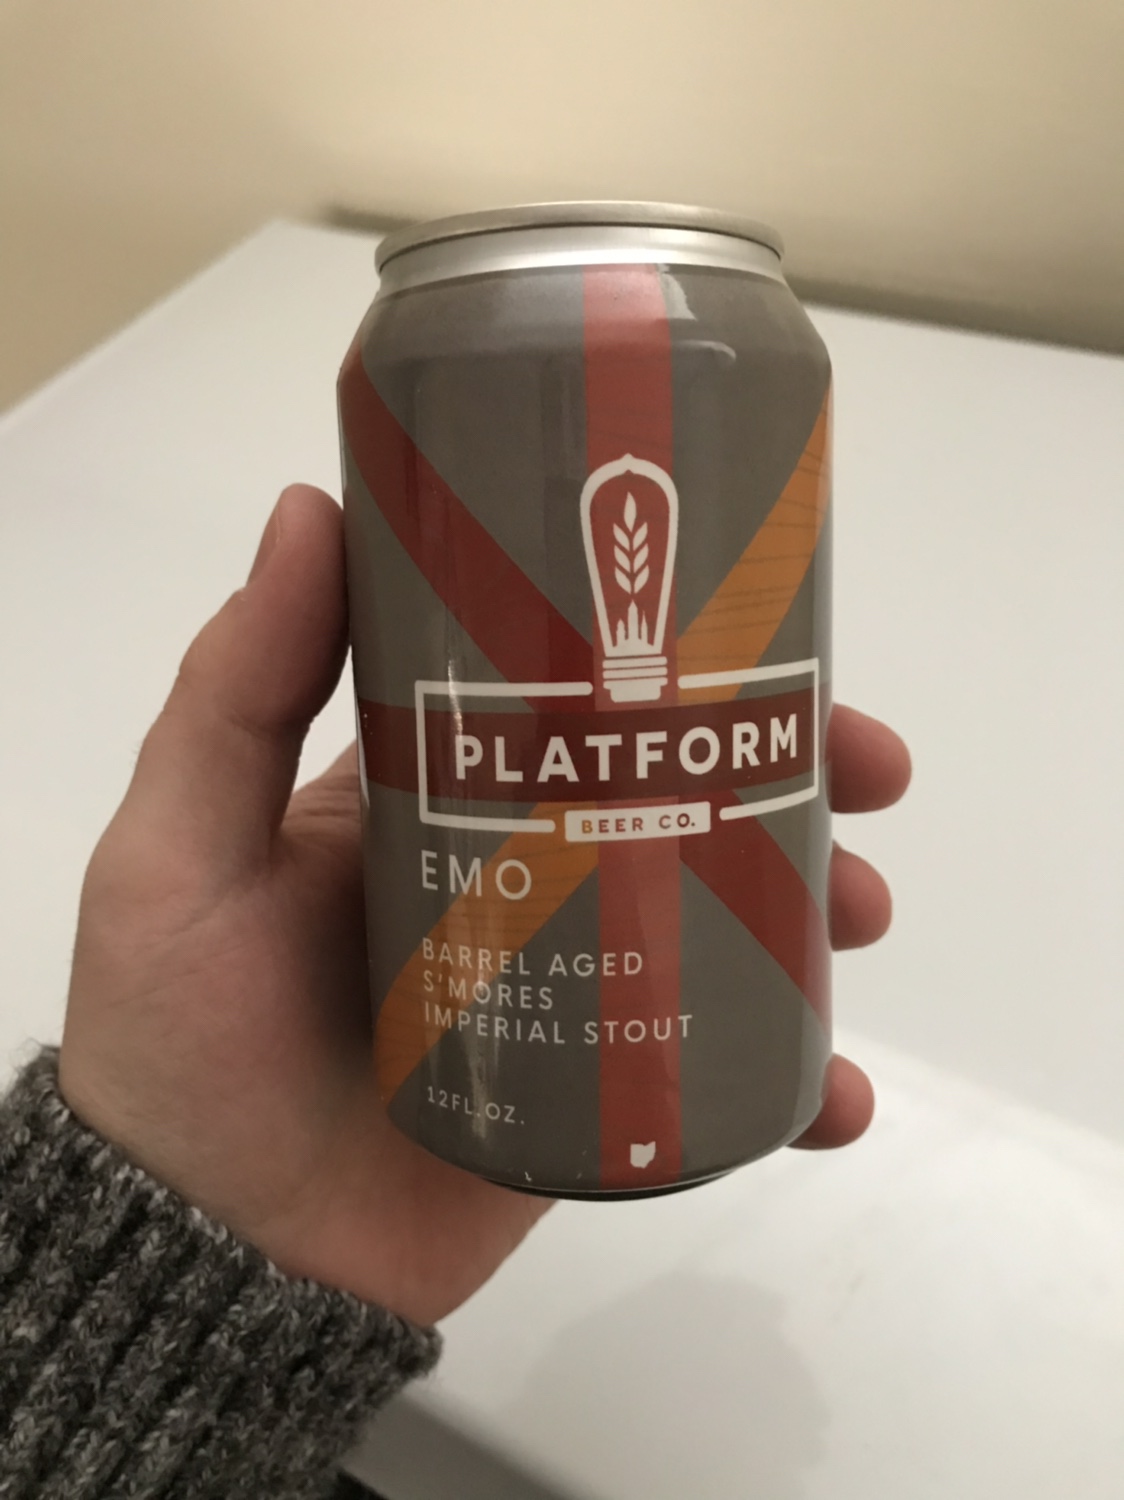 PLATFORM
BEER CO.
EMO
BARREL AGED
S'MORES
IMPERIAL STOUT
12FL.OZ.